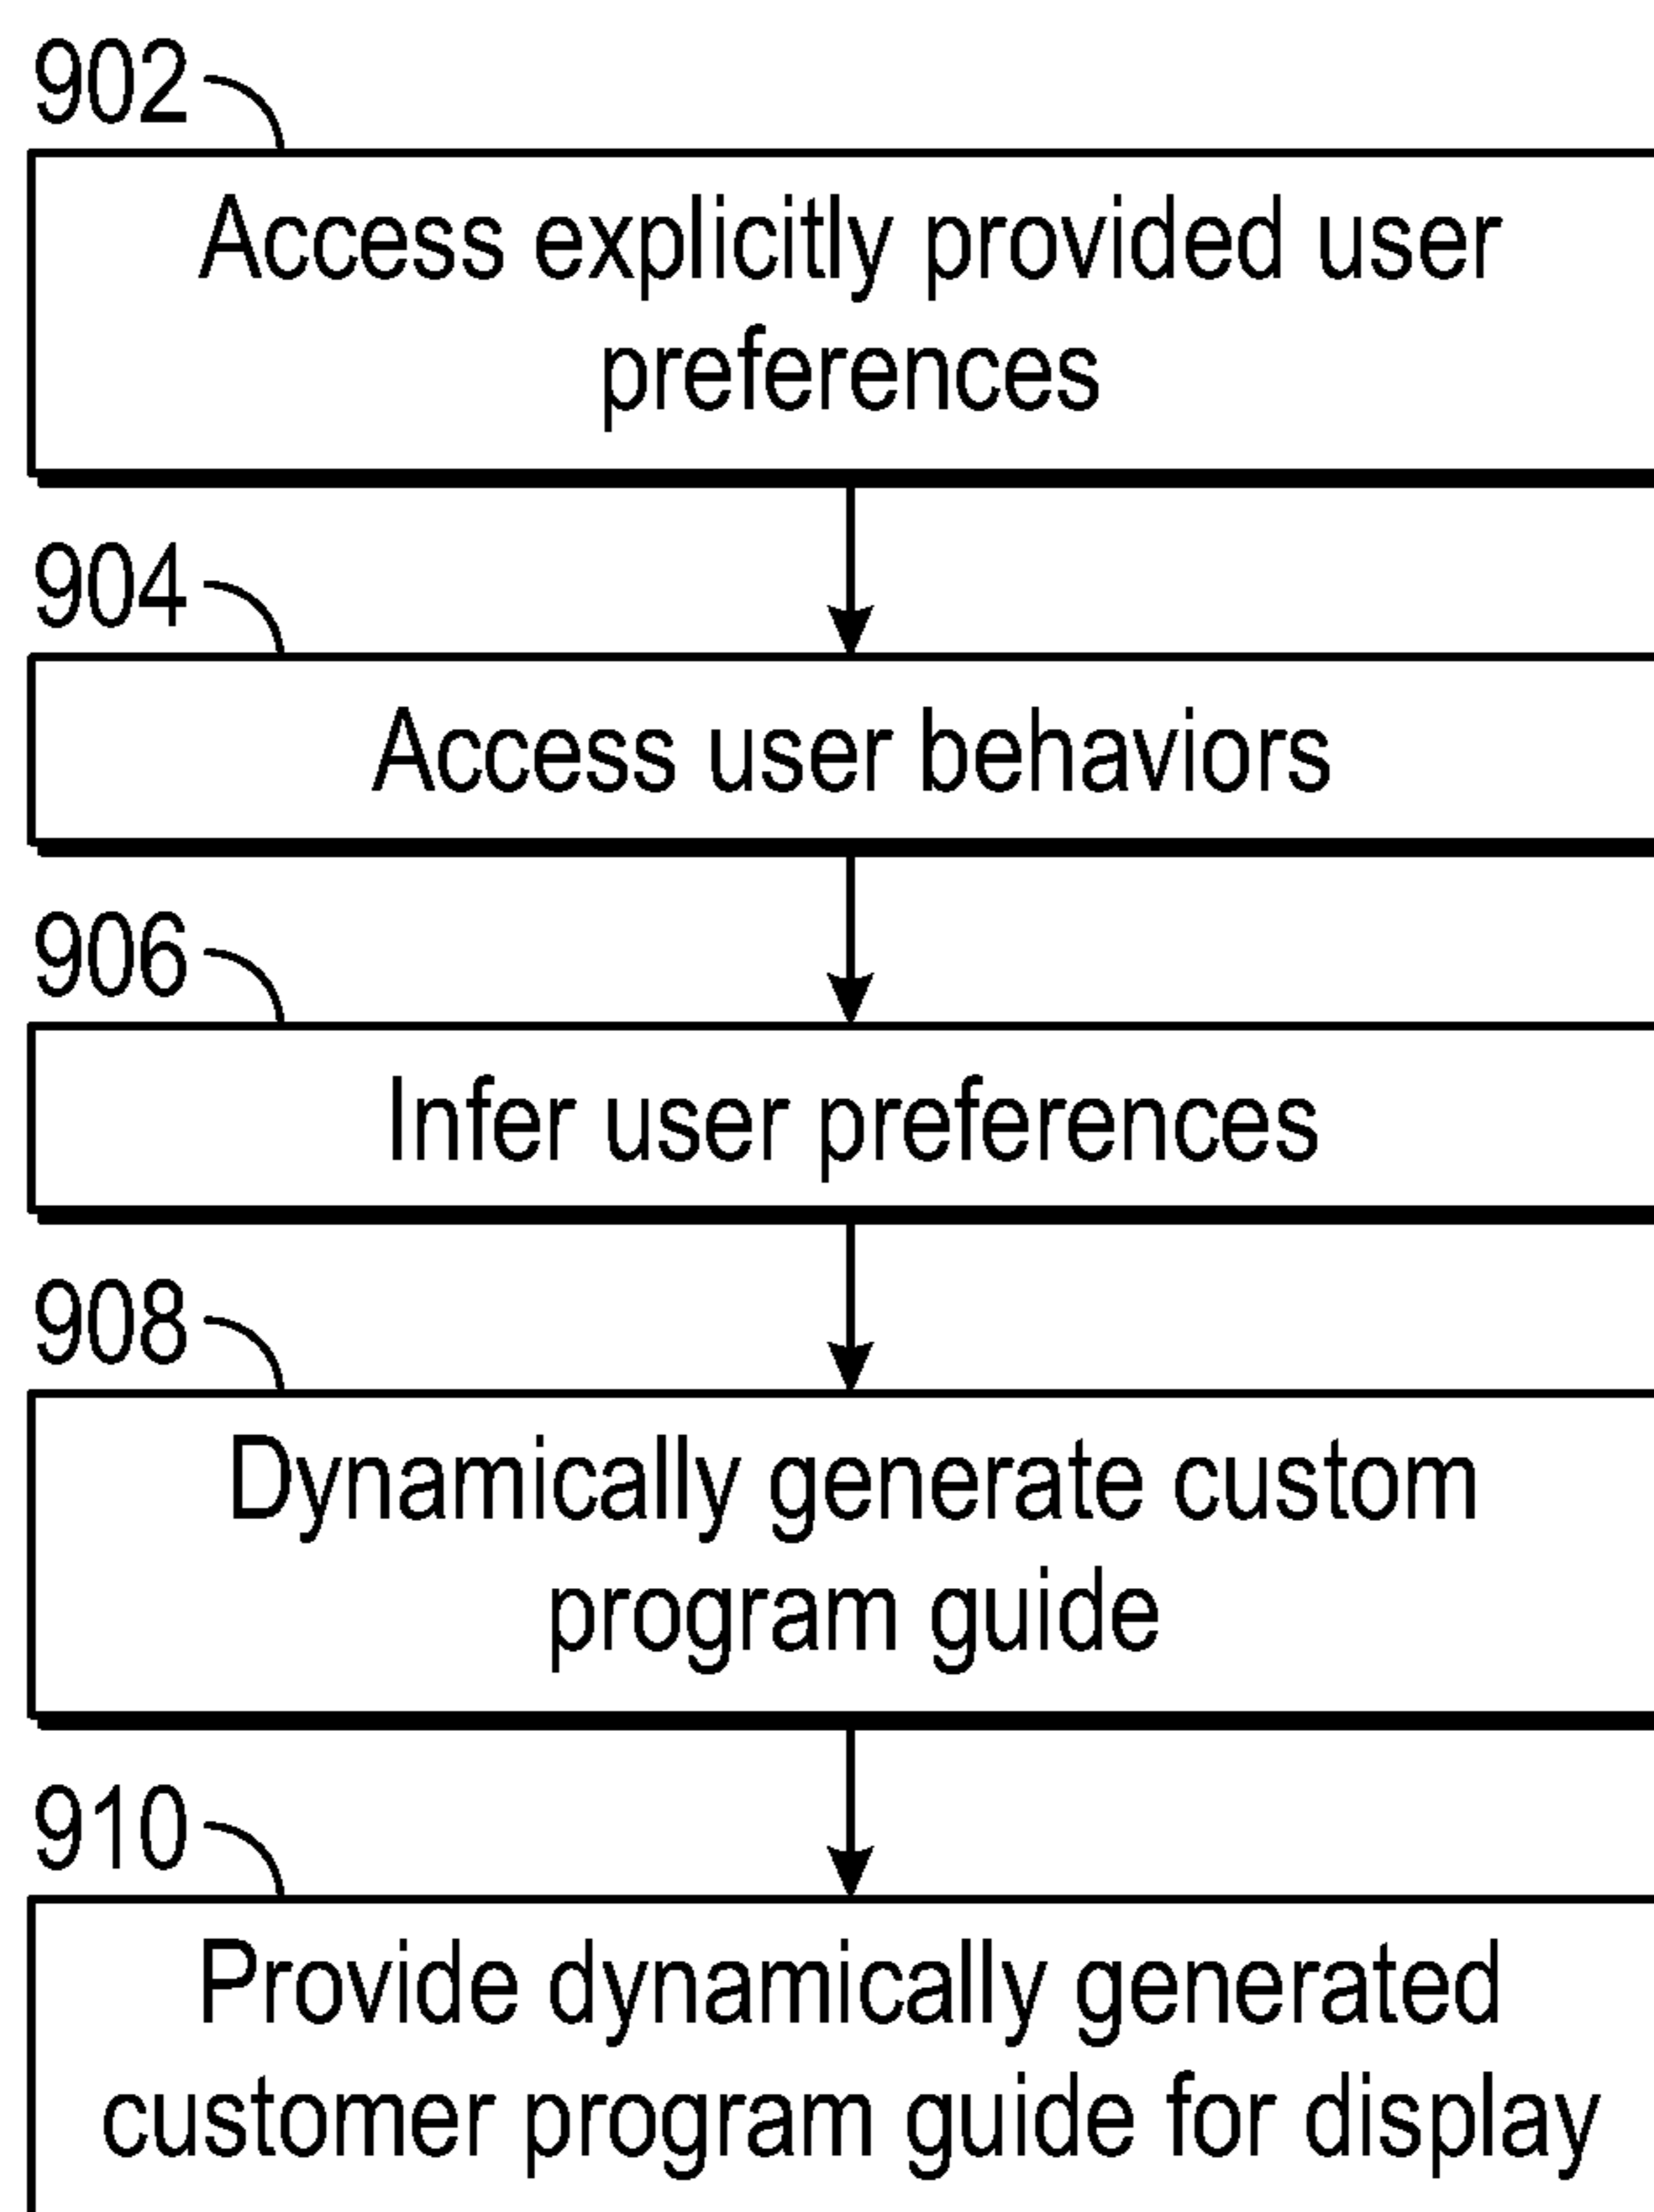 902
Access explicitly provided user
preferences
904
Access user behaviors
906
Infer user preferences
908
Dynamically generate custom
program guide
910
Provide dynamically generated
customer program guide for display